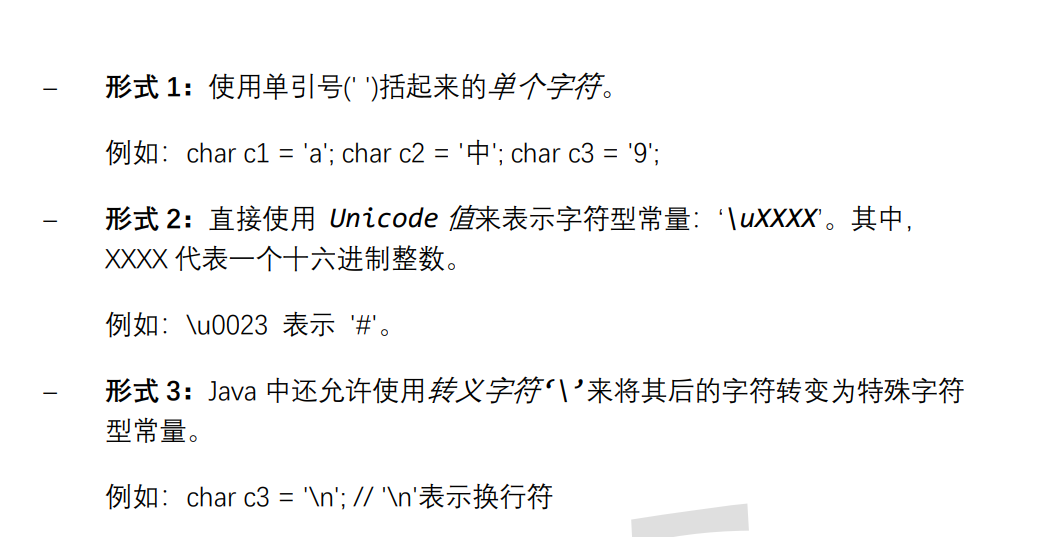 – 形式 1：使用单引号(' ')括起来的单个字符。
例如：char c1 = 'a'; char c2 = '中'; char c3 = '9';
– 形式 2：直接使用 Unicode 值来表示字符型常量：‘\uXXXX’。其中，
XXXX 代表一个十六进制整数。
例如：\u0023 表示 '#'。
– 形式 3：Java 中还允许使用转义字符‘\’来将其后的字符转变为特殊字符
型常量。
例如：char c3 = '\n'; // '\n'表示换行符